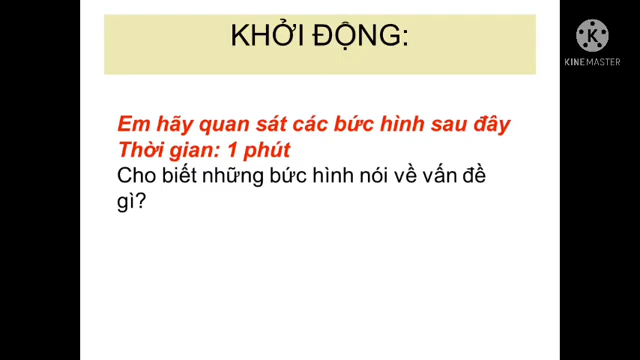 KHỞI ĐỘNG:
KINEMASTER
Em hãy quan sát các bức hình sau đây
Thời gian: 1 phút
Cho biết những bức hình nói về vấn đề
gì?